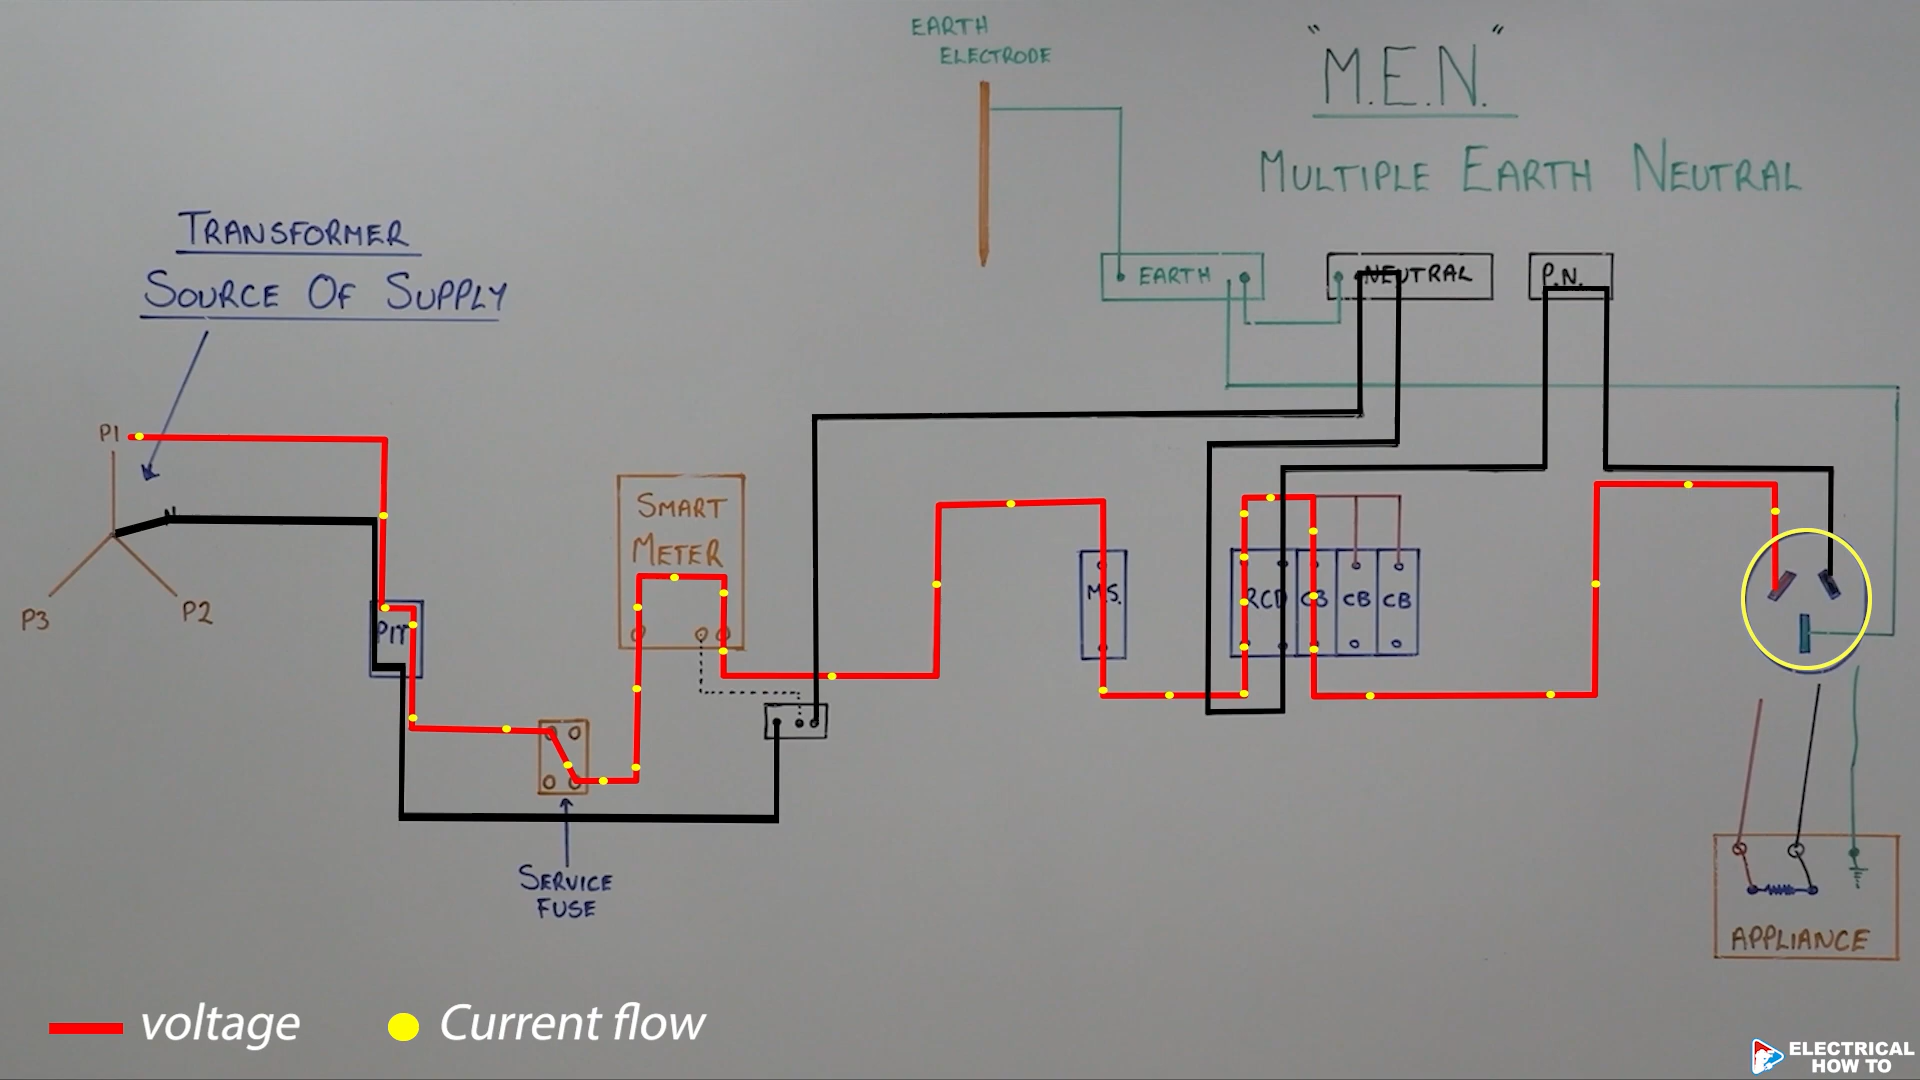 EARTH
ELECTRODE
"M.E.N."
MULTIPLE EARTH NEUTRAL
TRANSFORMER
SOURCE OF SUPPLY
EARTH
NEUTRAL
P.N.
P1
N
P3
P2
PIT
SMART
METER
M.S.
RCD
CB
CB
CB
SERVICE
FUSE
APPLIANCE
voltage
Current flow
ELECTRICAL
HOW TO